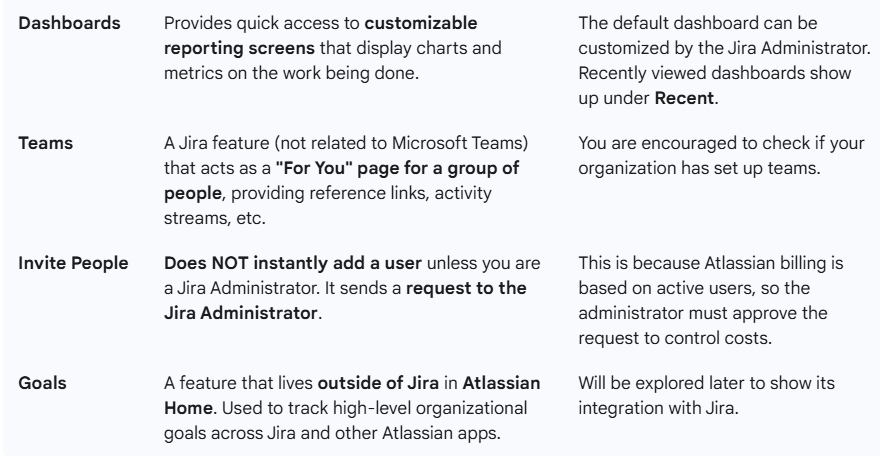 Dashboards
Provides quick access to customizable
reporting screens that display charts and
metrics on the work being done.
The default dashboard can be
customized by the Jira Administrator.
Recently viewed dashboards show
up under Recent.
Teams
A Jira feature (not related to Microsoft Teams)
that acts as a "For You" page for a group of
people, providing reference links, activity
streams, etc.
You are encouraged to check if your
organization has set up teams.
Invite People
Does NOT instantly add a user unless you are
a Jira Administrator. It sends a request to the
Jira Administrator.
This is because Atlassian billing is
based on active users, so the
administrator must approve the
request to control costs.
Goals
A feature that lives outside of Jira in Atlassian
Home. Used to track high-level organizational
goals across Jira and other Atlassian apps.
Will be explored later to show its
integration with Jira.